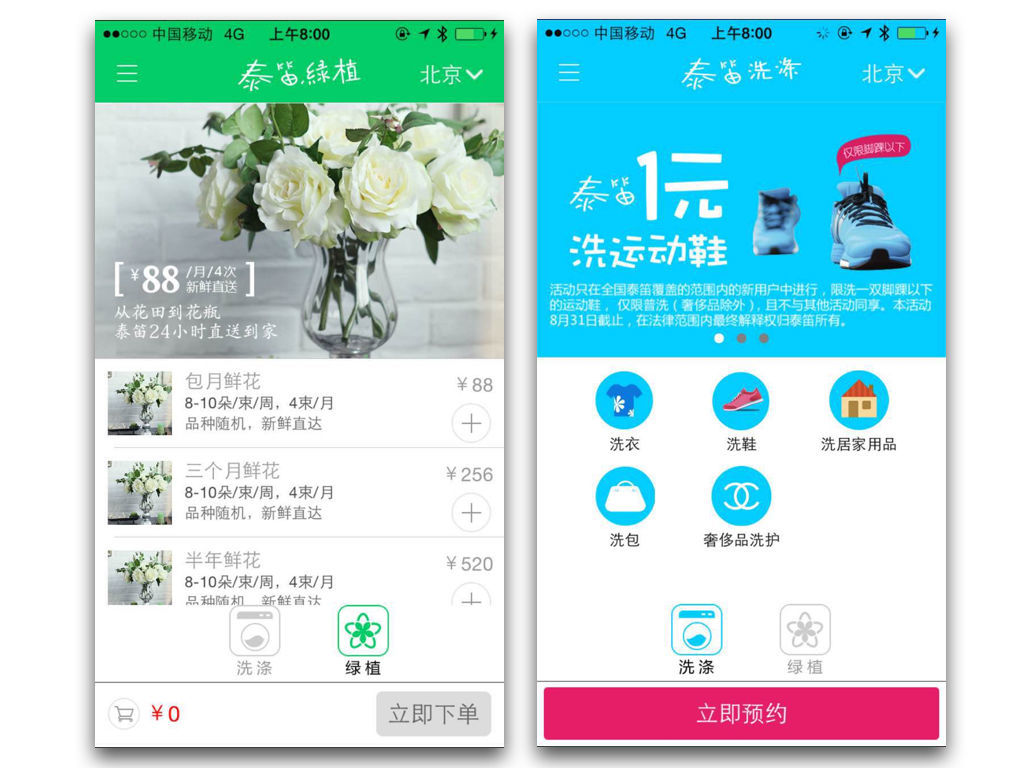 中国移动 4G 上午8:00
泰笛绿植
北京
[¥88/月/4次 新鲜直送]
从花田到花瓶
泰笛24小时直送到家
包月鲜花
¥88
8-10朵/束/周，4束/月
品种随机，新鲜直达
三个月鲜花
¥256
8-10朵/束/周，4束/月
品种随机，新鲜直达
半年鲜花
¥520
8-10朵/束/周，4束/月
品种随机，新鲜直达
洗涤
绿植
¥0
立即下单
中国移动 4G 上午8:00
泰笛洗涤
北京
仅限脚踝以下
泰笛1元
洗运动鞋
活动只在全国泰笛覆盖的范围内的新用户中进行，限洗一双脚踝以下
的运动鞋，仅限普洗（奢侈品除外），且不与其他活动同享。本活动
8月31日截止，在法律范围内最终解释权归泰笛所有。
洗衣
洗鞋
洗居家用品
洗包
奢侈品洗护
洗涤
绿植
立即预约